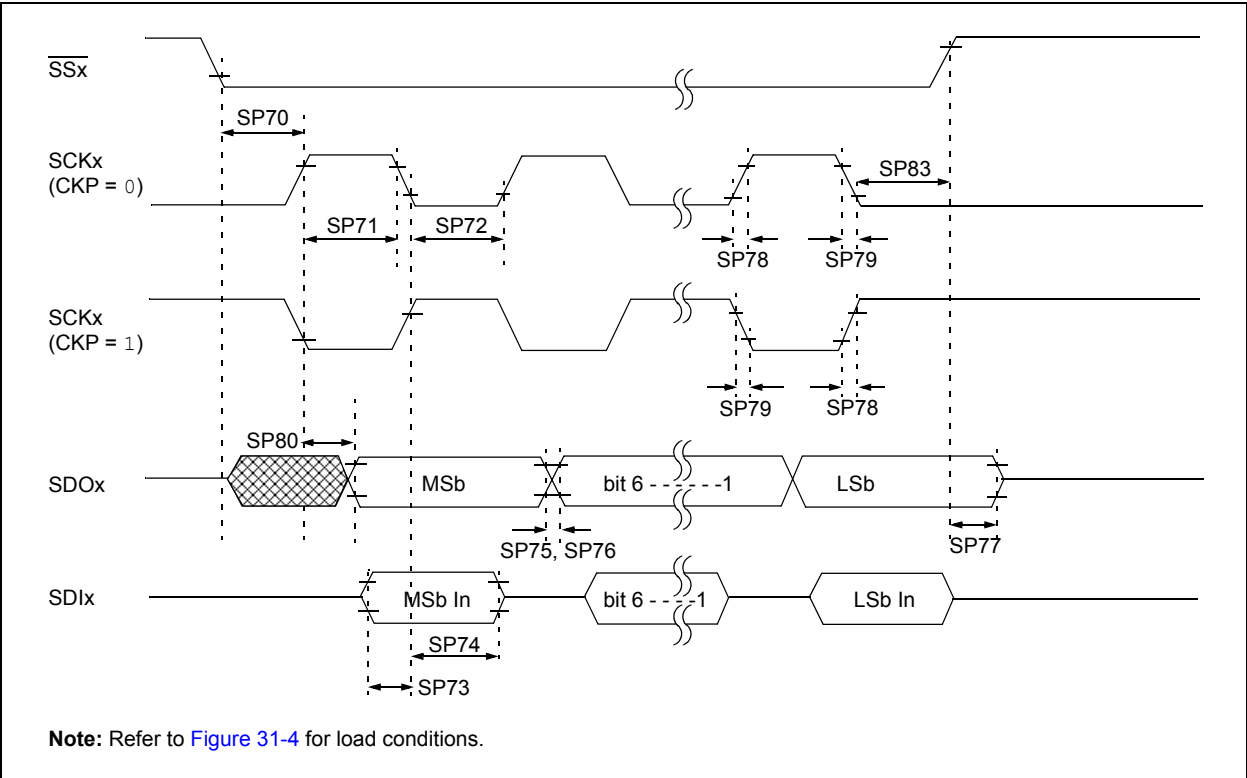 SSx
SP70
SCKx
(CKP = 0)
SP83
SP71
SP72
SP78
SP79
SCKx
(CKP = 1)
SP79
SP78
SP80
SDOx
MSb
bit 6 - - - - - - -1
LSb
SP75, SP76
SP77
SDIx
MSb In
bit 6 - - - - -1
LSb In
SP74
SP73
Note: Refer to Figure 31-4 for load conditions.